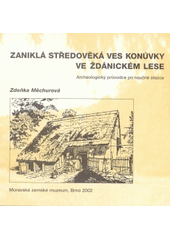 ZANIKLÁ STŘEDOVĚKÁ VES KONŮVKY
VE ŽDÁNICKÉM LESE
Archeologický průvodce po naučné stezce
Zdeňka Měchurová
Moravské zemské muzeum, Brno 2002